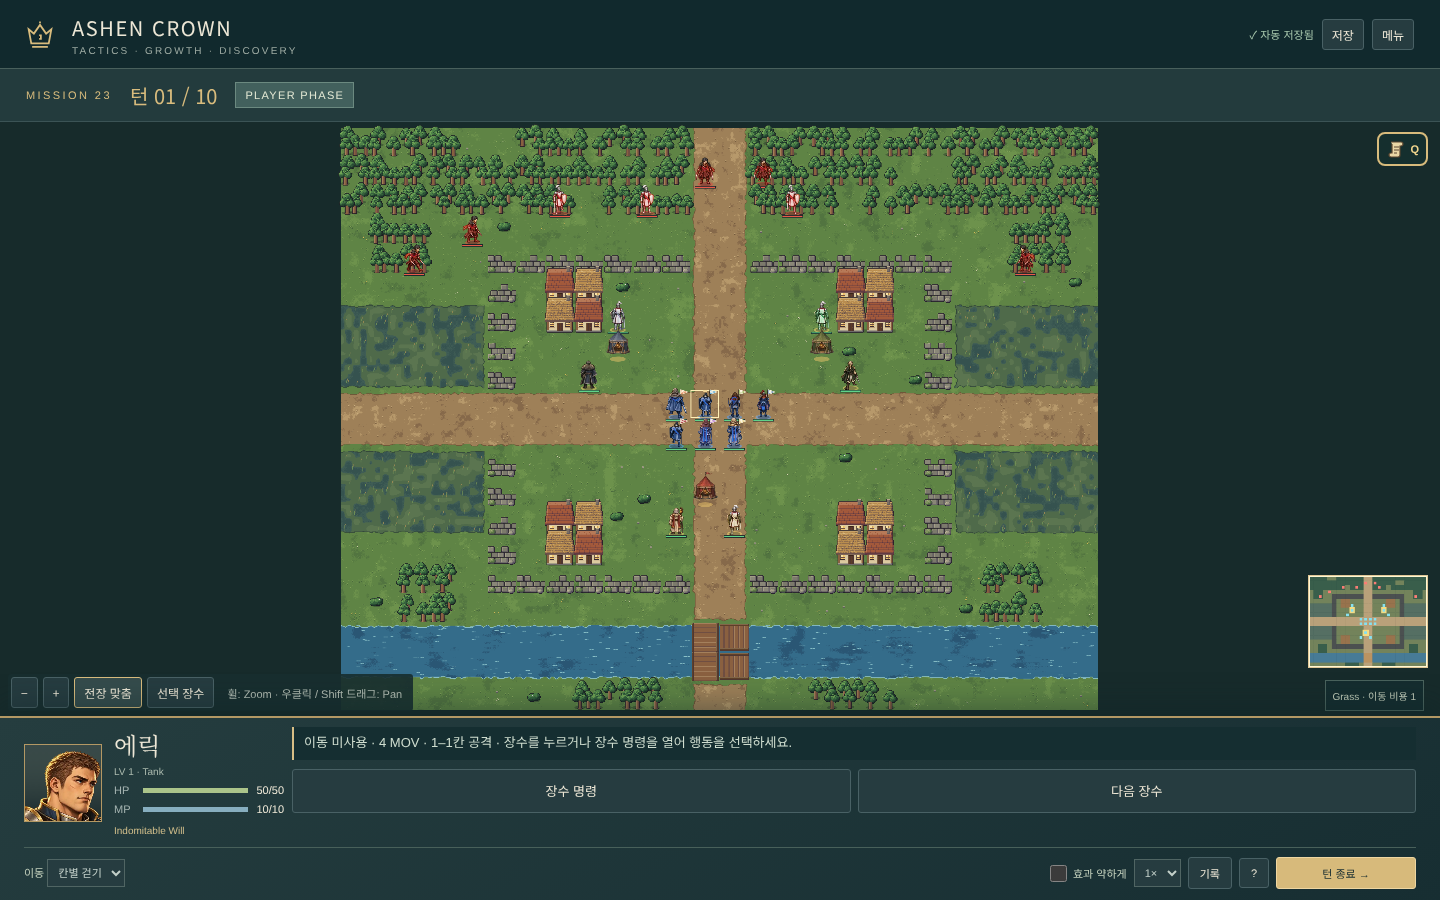 ASHEN CROWN
TACTICS · GROWTH · DISCOVERY
✓ 자동 저장됨
저장
메뉴
MISSION 23
턴 01 / 10
PLAYER PHASE
Q
−
+
전장 맞춤
선택 장수
휠: Zoom · 우클릭 / Shift 드래그: Pan
Grass · 이동 비용 1
에릭
LV 1 · Tank
HP 50/50
MP 10/10
Indomitable Will
이동 미사용 · 4 MOV · 1–1칸 공격 · 장수를 누르거나 장수 명령을 열어 행동을 선택하세요.
장수 명령
다음 장수
이동
칸별 걷기
효과 약하게
1×
기록
?
턴 종료 →